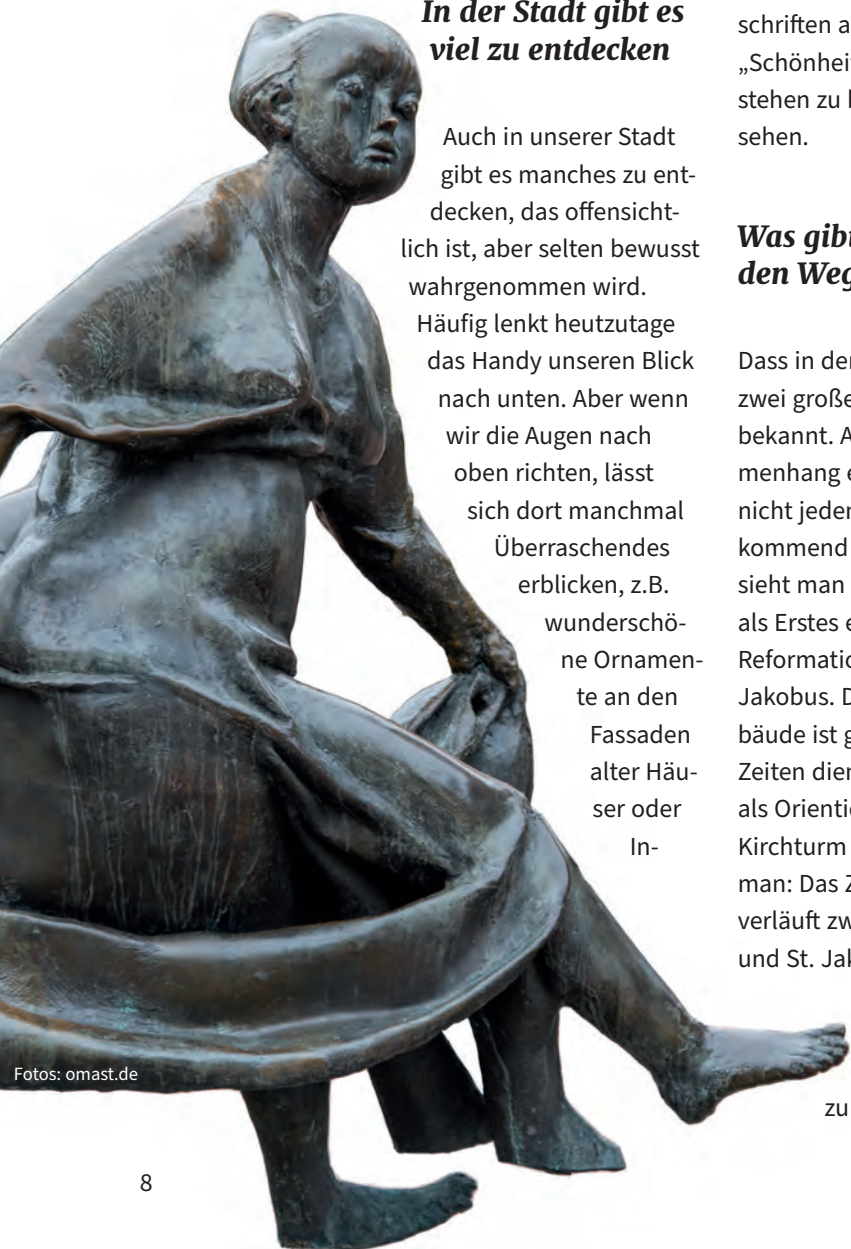 In der Stadt gibt es
viel zu entdecken
Auch in unserer Stadt
gibt es manches zu ent-
decken, das offensicht-
lich ist, aber selten bewusst
wahrgenommen wird.
Häufig lenkt heutzutage
das Handy unseren Blick
nach unten. Aber wenn
wir die Augen nach
oben richten, lässt
sich dort manchmal
Überraschendes
erblicken, z.B.
wunderschö-
ne Ornamen-
te an den
Fassaden
alter Häu-
ser oder
In-
schriften a
„Schönhei
stehen zu
sehen.
Was gib
den Weg
Dass in de
zwei große
bekannt. A
menhang e
nicht jede
kommend
sieht man
als Erstes e
Reformatio
Jakobus. D
bäude ist g
Zeiten dien
als Orienti
Kirchturm
man: Das Z
verläuft zw
und St. Jak
zu
Fotos: omast.de
8